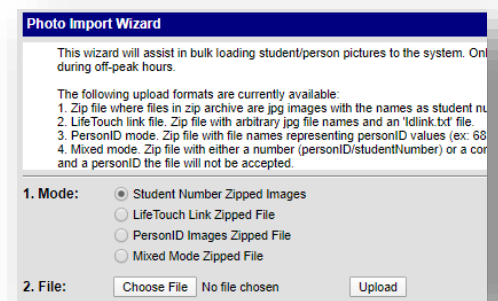 Photo Import Wizard
This wizard will assist in bulk loading student/person pictures to the system.
during off-peak hours.
The following upload formats are currently available:
1. Zip file where files in zip archive are jpg images with the names as student
2. LifeTouch link file. Zip file with arbitrary jpg file names and an 'Idlink.txt' file.
3. PersonID mode. Zip file with file names representing personID values (ex: 68
4. Mixed mode. Zip file with either a number (personID/studentNumber) or a
and a personID the file will not be accepted.
1. Mode: Student Number Zipped Images
LifeTouch Link Zipped File
PersonID Images Zipped File
Mixed Mode Zipped File
2. File: Choose File No file chosen Upload